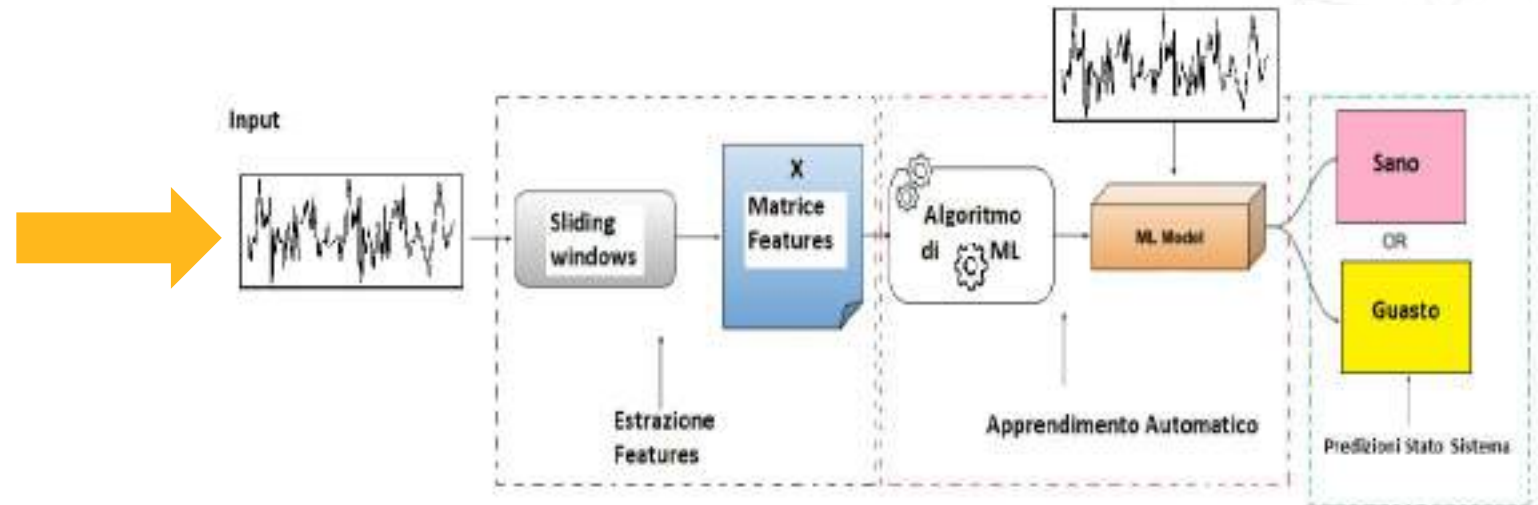 Input
Sliding
windows
X
Matrice
Features
Estrazione
Features
Algoritmo
di ML
ML Model
Apprendimento Automatico
Sano
OR
Guasto
Predizioni Stato Sistema